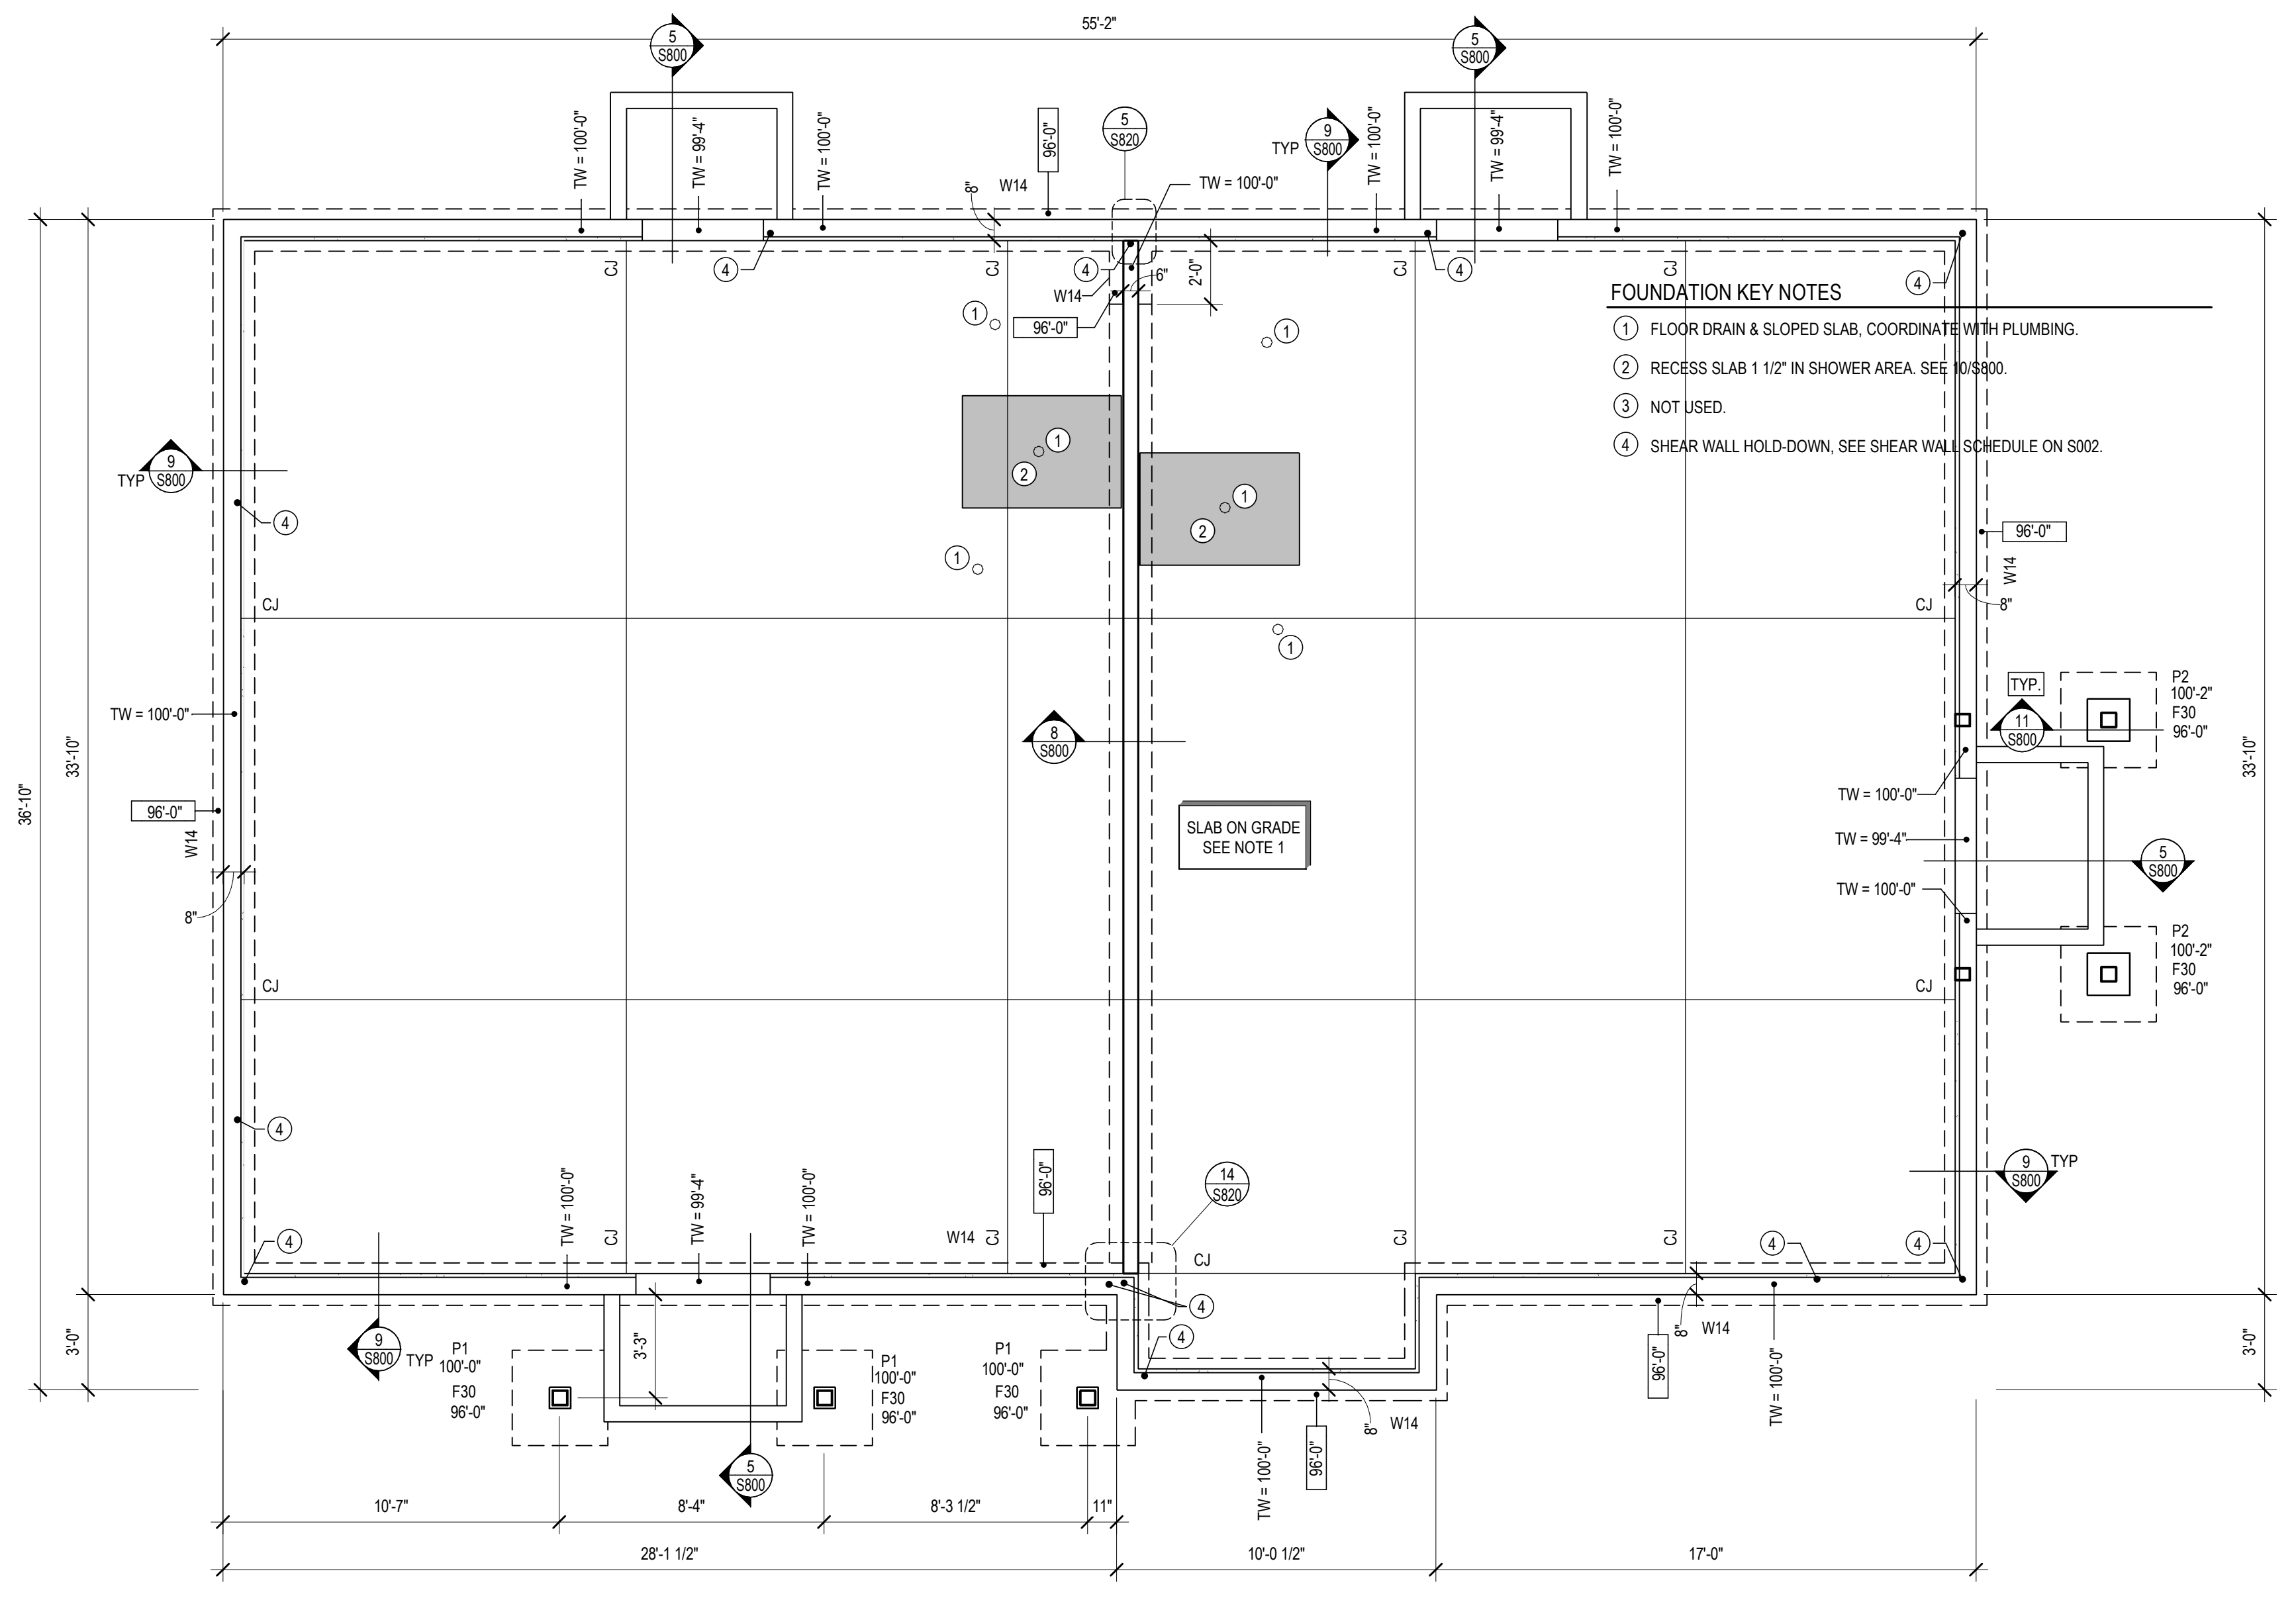 55'-2"
5
S800
5
S800
TW = 100'-0"
TW = 99'-4"
TW = 100'-0"
96'-0"
5
S820
TYP
9
S800
TW = 100'-0"
TW = 99'-4"
TW = 100'-0"
8"
W14
TW = 100'-0"
CJ
4
CJ
4
6"
2'-0"
CJ
4
CJ
4
W14
96'-0"
1
1
FOUNDATION KEY NOTES
1 FLOOR DRAIN & SLOPED SLAB, COORDINATE WITH PLUMBING.
2 RECESS SLAB 1 1/2" IN SHOWER AREA. SEE 10/S800.
3 NOT USED.
4 SHEAR WALL HOLD-DOWN, SEE SHEAR WALL SCHEDULE ON S002.
1
2
1
2
TYP
9
S800
4
1
96'-0"
W14
8"
CJ
CJ
1
TW = 100'-0"
8
S800
TYP.
11
S800
P2
100'-2"
F30
96'-0"
36'-10"
33'-10"
33'-10"
96'-0"
W14
8"
SLAB ON GRADE
SEE NOTE 1
TW = 100'-0"
TW = 99'-4"
TW = 100'-0"
5
S800
P2
100'-2"
F30
96'-0"
CJ
CJ
4
4
TW = 100'-0"
CJ
TW = 99'-4"
TW = 100'-0"
W14
CJ
96'-0"
14
S820
CJ
CJ
CJ
4
4
9
S800
TYP
4
4
3'-0"
9
S800
TYP
P1
100'-0"
F30
96'-0"
3'-3"
P1
100'-0"
F30
96'-0"
P1
100'-0"
F30
96'-0"
TW = 100'-0"
96'-0"
8"
W14
96'-0"
8"
W14
TW = 100'-0"
3'-0"
5
S800
10'-7"
8'-4"
8'-3 1/2"
11"
28'-1 1/2"
10'-0 1/2"
17'-0"